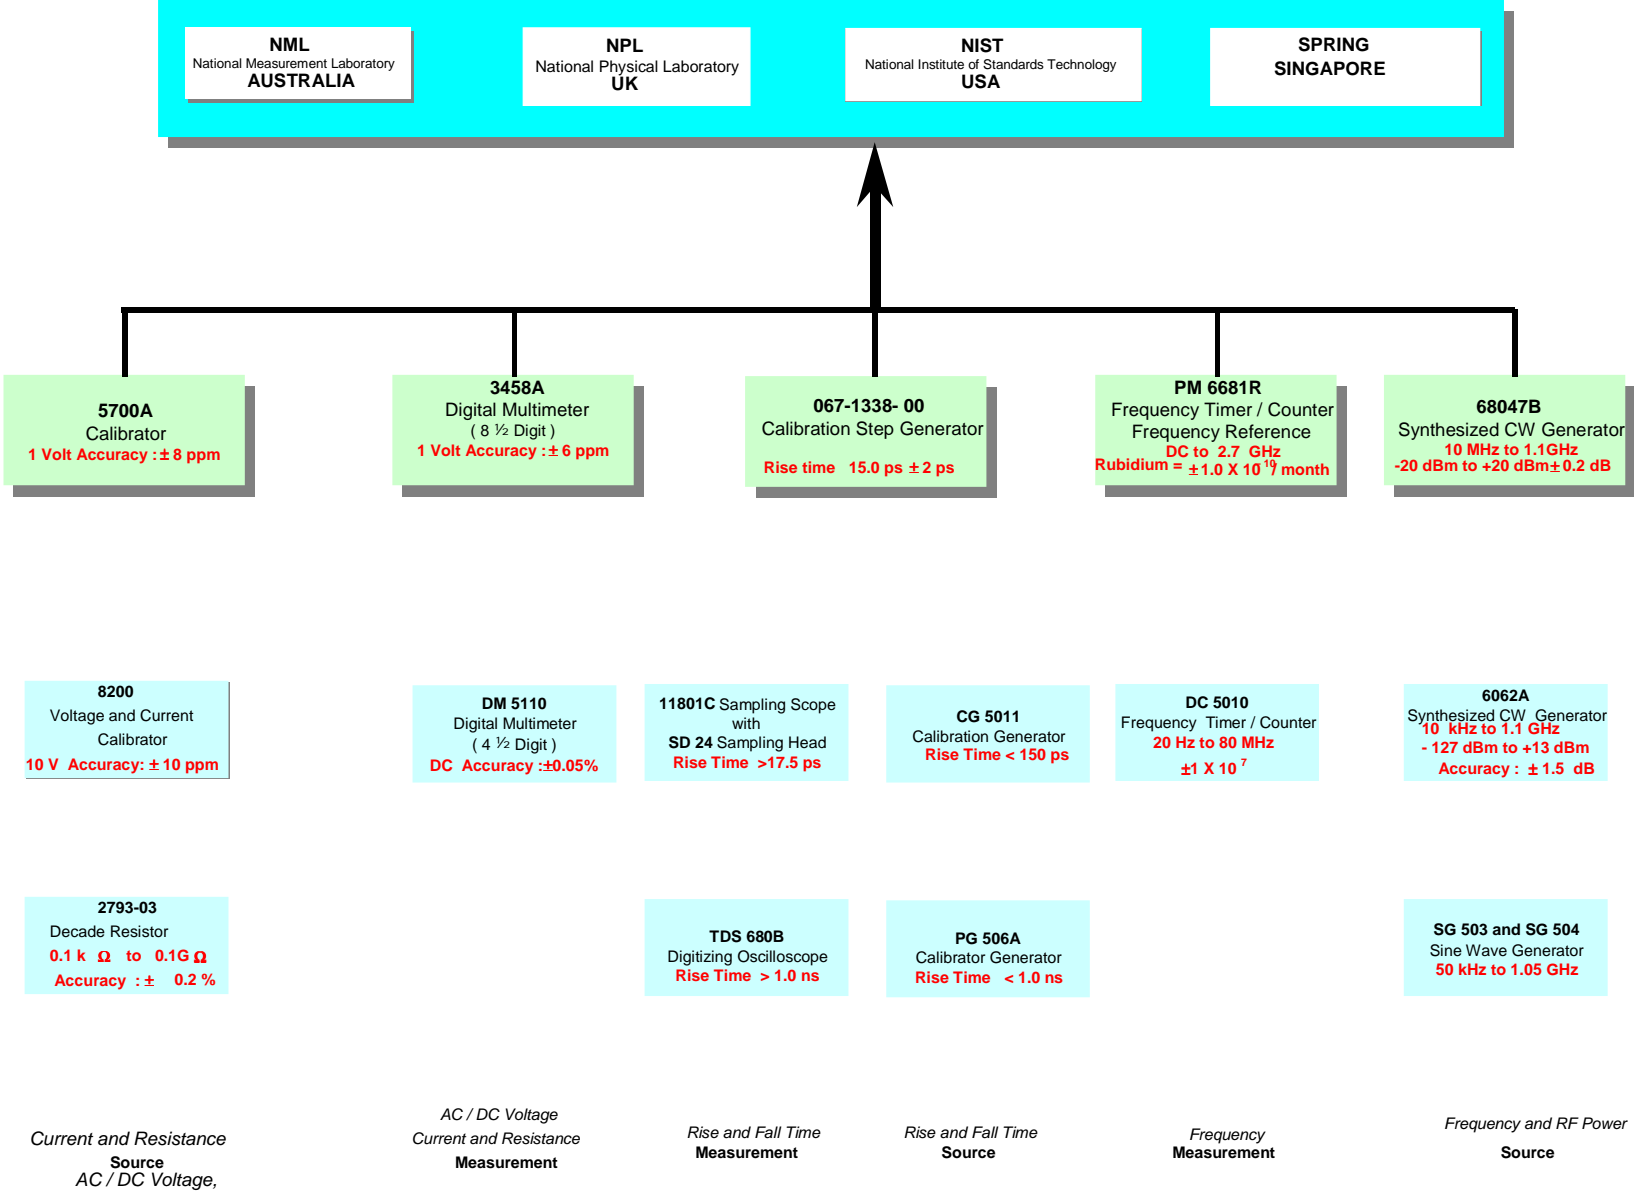 NML
National Measurement Laboratory
AUSTRALIA
NPL
National Physical Laboratory
UK
NIST
National Institute of Standards Technology
USA
SPRING
SINGAPORE
5700A
Calibrator
1 Volt Accuracy : ± 8 ppm
3458A
Digital Multimeter
( 8 ½ Digit )
1 Volt Accuracy : ± 6 ppm
067-1338- 00
Calibration Step Generator
Rise time 15.0 ps ± 2 ps
PM 6681R
Frequency Timer / Counter
Frequency Reference
DC to 2.7 GHz
Rubidium = ±1.0 X 10⁻¹⁰/ month
68047B
Synthesized CW Generator
10 MHz to 1.1GHz
-20 dBm to +20 dBm± 0.2 dB
8200
Voltage and Current
Calibrator
10 V Accuracy: ± 10 ppm
DM 5110
Digital Multimeter
( 4 ½ Digit )
DC Accuracy :±0.05%
11801C Sampling Scope
with
SD 24 Sampling Head
Rise Time >17.5 ps
CG 5011
Calibration Generator
Rise Time < 150 ps
DC 5010
Frequency Timer / Counter
20 Hz to 80 MHz
±1 X 10 ⁷
6062A
Synthesized CW Generator
10 kHz to 1.1 GHz
- 127 dBm to +13 dBm
Accuracy : ± 1.5 dB
2793-03
Decade Resistor
0.1 k Ω to 0.1G Ω
Accuracy : ± 0.2 %
TDS 680B
Digitizing Oscilloscope
Rise Time > 1.0 ns
PG 506A
Calibrator Generator
Rise Time < 1.0 ns
SG 503 and SG 504
Sine Wave Generator
50 kHz to 1.05 GHz
Current and Resistance
Source
AC / DC Voltage,
AC / DC Voltage
Current and Resistance
Measurement
Rise and Fall Time
Measurement
Rise and Fall Time
Source
Frequency
Measurement
Frequency and RF Power
Source